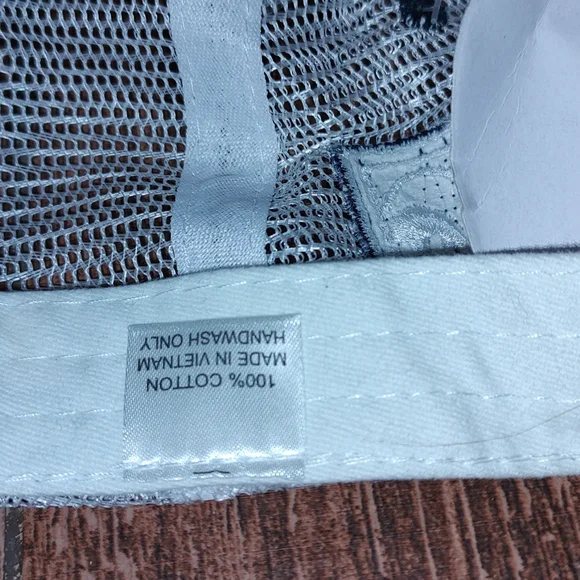 100% COTTON
MADE IN VIETNAM
HANDWASH ONLY